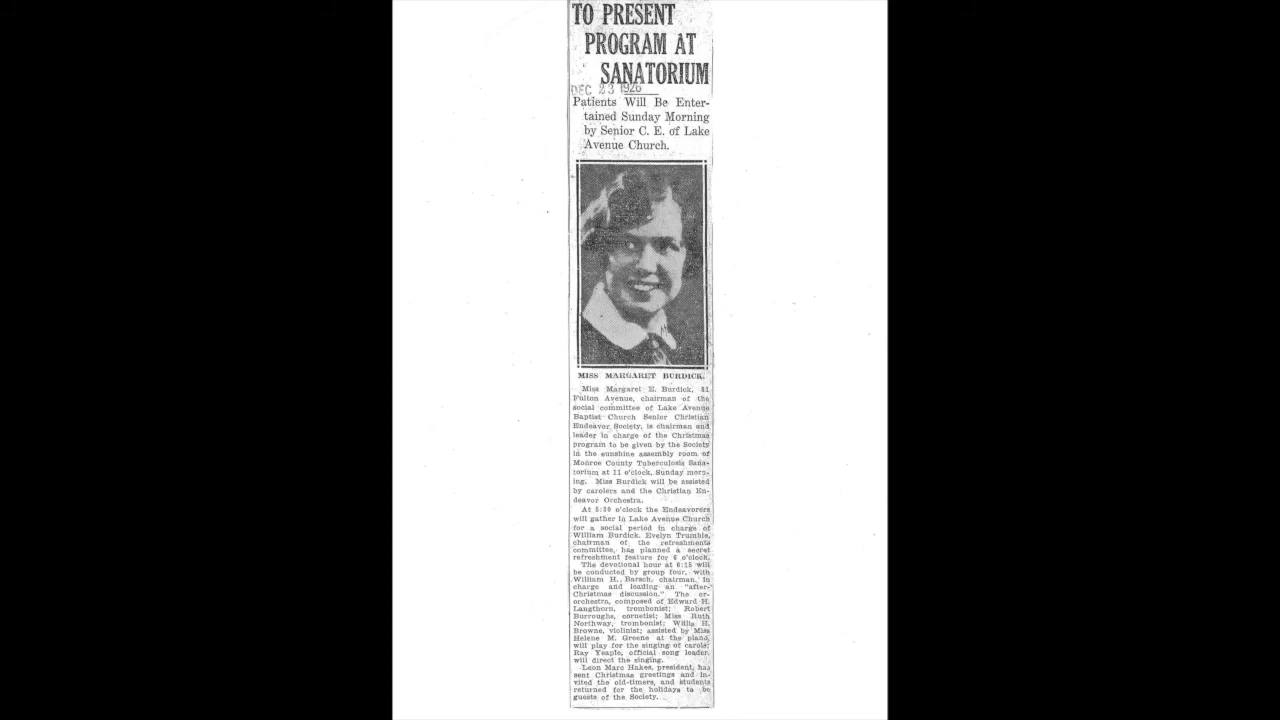 TO PRESENT
PROGRAM AT
SANATORIUM
DEC 23 1926
Patients Will Be Enter-
tained Sunday Morning
by Senior C. E. of Lake
Avenue Church.
MISS MARGARET BURDICK.
Miss Margaret E. Burdick, 31
Fulton Avenue, chairman of the
social committee of Lake Avenue
Baptist Church Senior Christian
Endeavor Society, is chairman and
leader in charge of the Christmas
program to be given by the Society
in the sunshine assembly room of
Monroe County Tuberculosis Sana-
torium at 11 o'clock, Sunday morn-
ing. Miss Burdick will be assisted
by carolers and the Christian En-
deavor Orchestra.
At 5:30 o'clock the Endeavorers
will gather in Lake Avenue Church
for a social period in charge of
William Burdick. Evelyn Trumble,
chairman of the refreshments
committee, has planned a secret
refreshment feature for 6 o'clock.
The devotional hour at 6:15 will
be conducted by group four, with
William H. Barsch, chairman, in
charge and leading an "after-
Christmas discussion." The or-
orchestra, composed of Edward H.
Langthorn, trombonist; Robert
Burroughs, cornetist; Miss Ruth
Northway, trombonist; Willis H.
Browne, violinist; assisted by Miss
Helene M. Greene at the piano,
will play for the singing of carols;
Ray Yeaple, official song leader,
will direct the singing.
Leon Marc Hakes, president, has
sent Christmas greetings and in-
vited the old-timers, and students
returned for the holidays to be
guests of the Society.